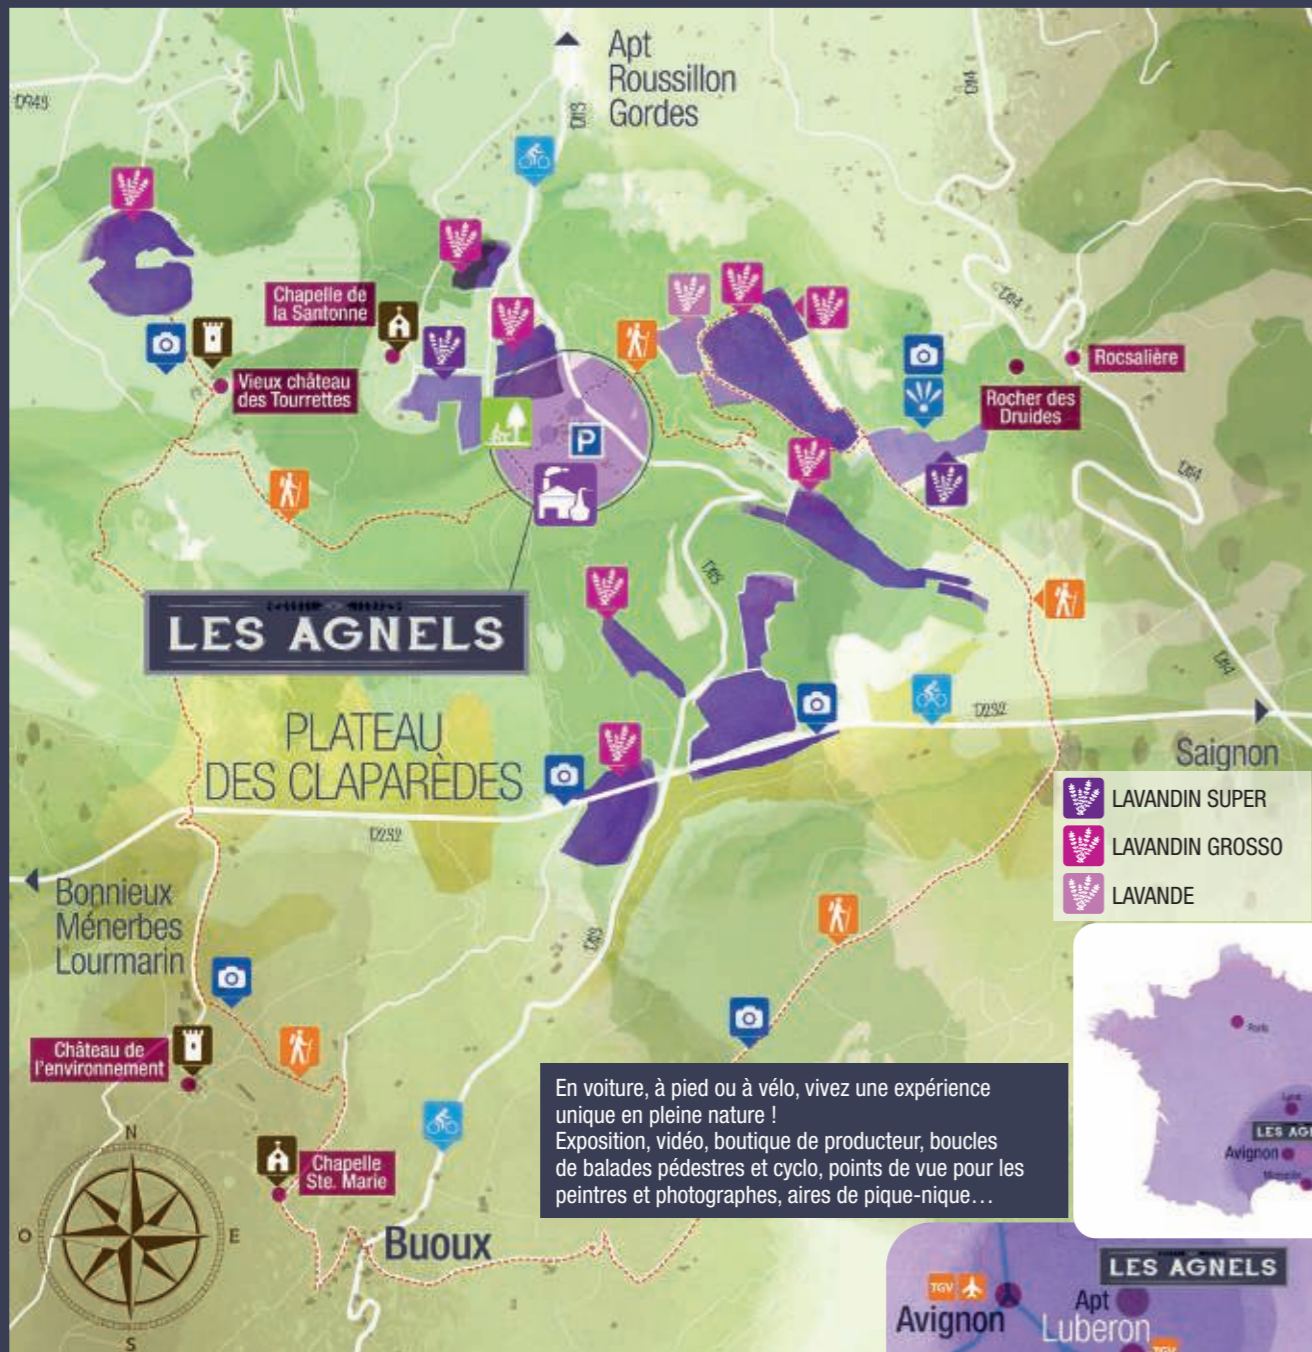 Apt
Roussillon
Gordes
D943
D113
D114
Chapelle de
la Santonne
Vieux château
des Tourrettes
P
Rocher des
Druides
Rocsalière
D114
LES AGNELS
PLATEAU
DES CLAPARÈDES
D232
D232
Saignon
LAVANDIN SUPER
LAVANDIN GROSSO
LAVANDE
Bonnieux
Ménerbes
Lourmarin
Château de
l'environnement
Chapelle
Ste. Marie
Buoux
N
O
E
S
En voiture, à pied ou à vélo, vivez une expérience
unique en pleine nature !
Exposition, vidéo, boutique de producteur, boucles
de balades pédestres et cyclo, points de vue pour les
peintres et photographes, aires de pique-nique…
Paris
Lyon
Avignon
LES AGNELS
TGV
Avignon
Apt
Luberon
TGV